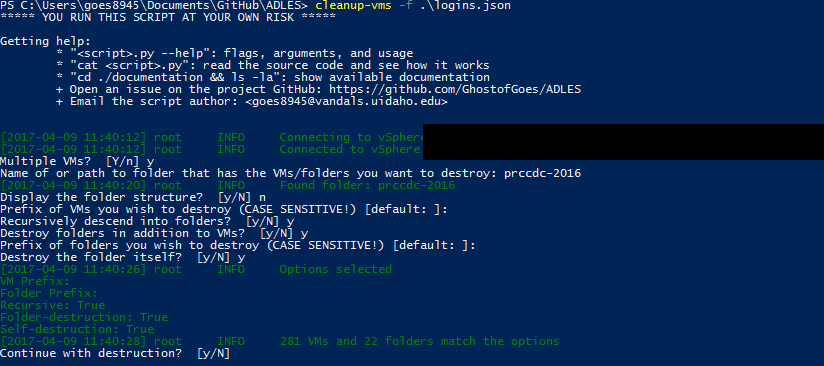 PS C:\Users\goes8945\Documents\GitHub\ADLES> cleanup-vms -f .\logins.json
***** YOU RUN THIS SCRIPT AT YOUR OWN RISK *****
Getting help:
* "<script>.py --help": flags, arguments, and usage
* "cat <script>.py": read the source code and see how it works
* "cd ./documentation && ls -la": show available documentation
+ Open an issue on the project GitHub: https://github.com/GhostofGoes/ADLES
+ Email the script author: <goes8945@vandals.uidaho.edu>
[2017-04-09 11:40:12] root INFO Connecting to vSphere
[2017-04-09 11:40:12] root INFO Connected to vSphere
Multiple VMs? [Y/n] y
Name of or path to folder that has the VMs/folders you want to destroy: prccdc-2016
[2017-04-09 11:40:20] root INFO Found folder: prccdc-2016
Display the folder structure? [y/N] n
Prefix of VMs you wish to destroy (CASE SENSITIVE!) [default: ]:
Recursively descend into folders? [y/N] y
Destroy folders in addition to VMs? [y/N] y
Prefix of folders you wish to destroy (CASE SENSITIVE!) [default: ]:
Destroy the folder itself? [y/N] y
[2017-04-09 11:40:26] root INFO Options selected
VM Prefix:
Folder Prefix:
Recursive: True
Folder-destruction: True
Self-destruction: True
[2017-04-09 11:40:28] root INFO 281 VMs and 22 folders match the options
Continue with destruction? [y/N]